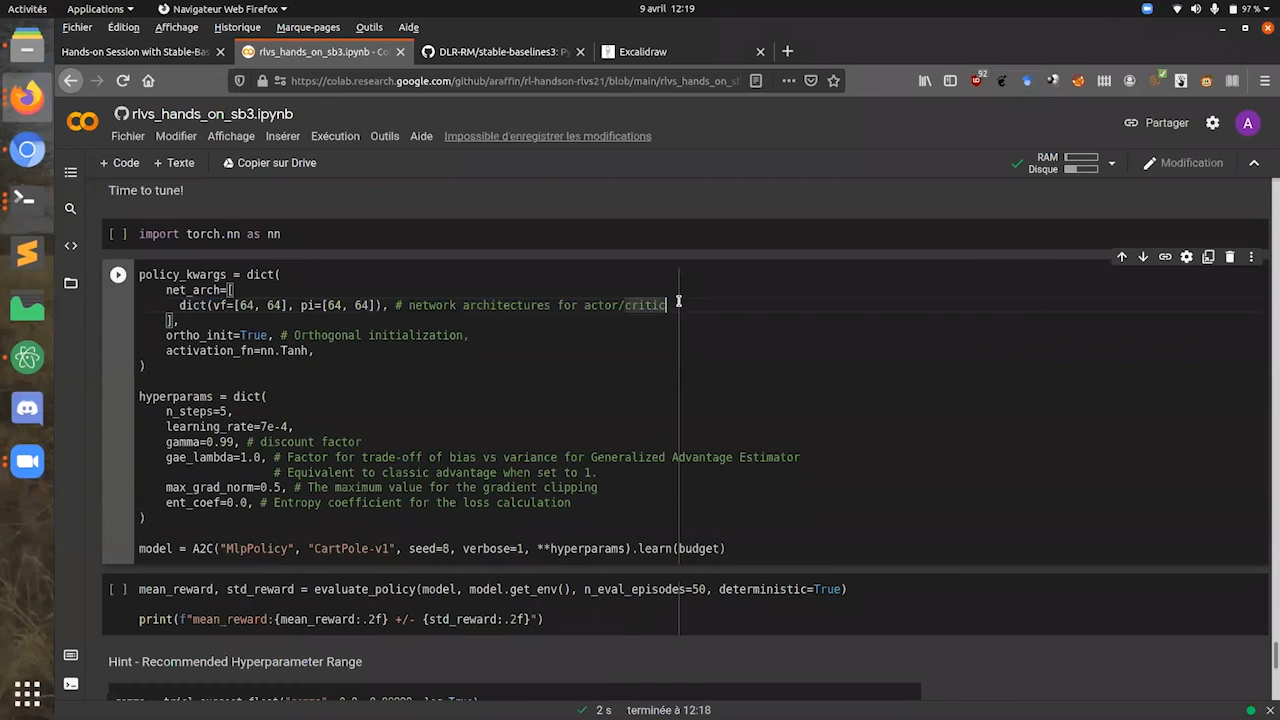 Activités
Applications
Navigateur Web Firefox
9 avril 12:19
97 %
Fichier Édition Affichage Historique Marque-pages Outils Aide
Hands-on Session with Stable-Bas
rlvs_hands_on_sb3.ipynb - Co
DLR-RM/stable-baselines3: Py
Excalidraw
https://colab.research.google.com/github/araffin/rl-handson-rlvs21/blob/main/rlvs_hands_on_sb
92
rlvs_hands_on_sb3.ipynb
Partager
A
Fichier Modifier Affichage Insérer Exécution Outils Aide Impossible d'enregistrer les modifications
+ Code + Texte Copier sur Drive
RAM
Disque
Modification
Time to tune!
[ ] import torch.nn as nn
policy_kwargs = dict(
net_arch=[
dict(vf=[64, 64], pi=[64, 64]), # network architectures for actor/critic
],
ortho_init=True, # Orthogonal initialization,
activation_fn=nn.Tanh,
)
hyperparams = dict(
n_steps=5,
learning_rate=7e-4,
gamma=0.99, # discount factor
gae_lambda=1.0, # Factor for trade-off of bias vs variance for Generalized Advantage Estimator
# Equivalent to classic advantage when set to 1.
max_grad_norm=0.5, # The maximum value for the gradient clipping
ent_coef=0.0, # Entropy coefficient for the loss calculation
)
model = A2C("MlpPolicy", "CartPole-v1", seed=8, verbose=1, **hyperparams).learn(budget)
[ ] mean_reward, std_reward = evaluate_policy(model, model.get_env(), n_eval_episodes=50, deterministic=True)
print(f"mean_reward:{mean_reward:.2f} +/- {std_reward:.2f}")
Hint - Recommended Hyperparameter Range
2 s terminée à 12:18